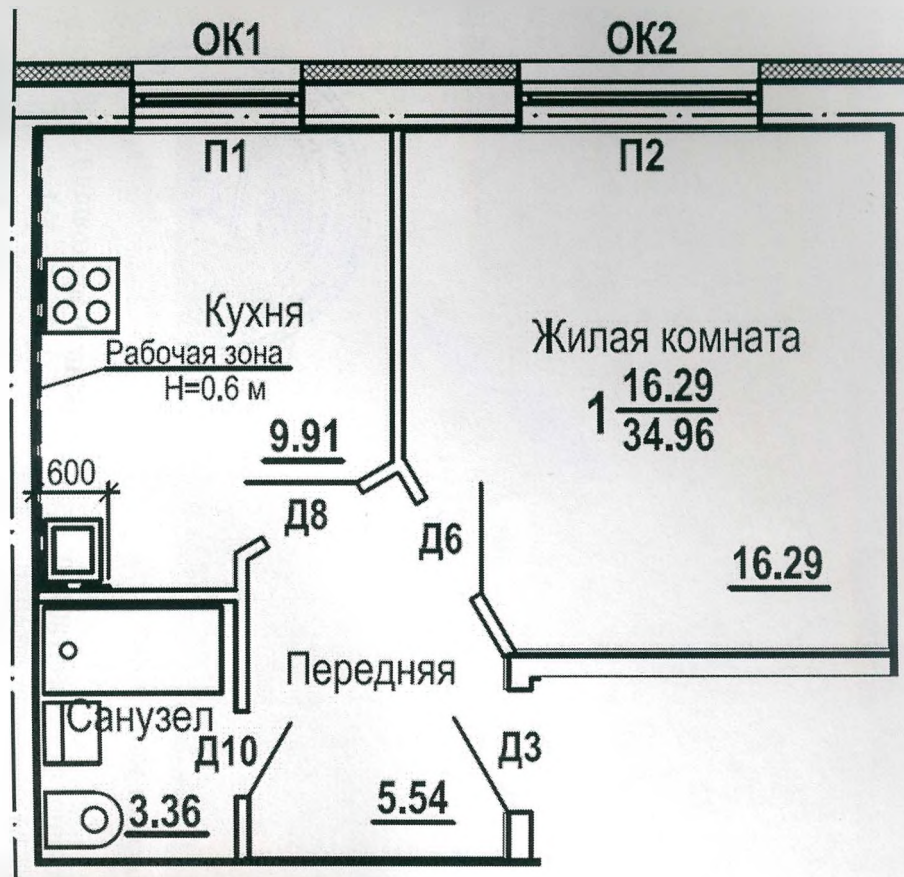 ОК1
ОК2
П1
П2
Кухня
Рабочая зона
Н=0.6 м
9.91
600
Д8
Д6
Жилая комната
1 16.29
34.96
16.29
Передняя
Санузел
Д10
Д3
3.36
5.54